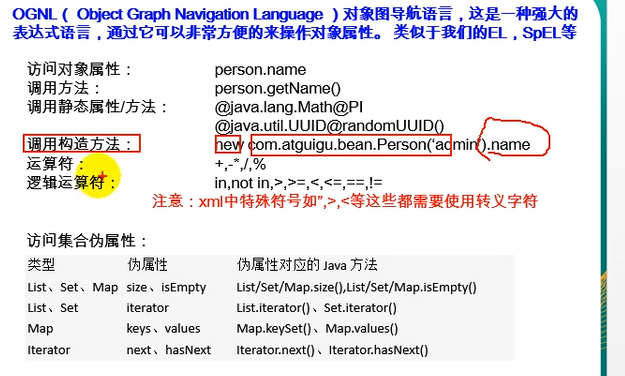 OGNL（ Object Graph Navigation Language ）对象图导航语言，这是一种强大的
表达式语言，通过它可以非常方便的来操作对象属性。 类似于我们的EL，SpEL等
访问对象属性： person.name
调用方法： person.getName()
调用静态属性/方法： @java.lang.Math@PI
@java.util.UUID@randomUUID()
调用构造方法： new com.atguigu.bean.Person(‘admin’).name
运算符： +,-*,/,%
逻辑运算符： in,not in,>,>=,<,<=,==,!=
注意：xml中特殊符号如”,>,<等这些都需要使用转义字符
访问集合伪属性：
类型 伪属性 伪属性对应的 Java 方法
List、Set、Map size、isEmpty List/Set/Map.size(),List/Set/Map.isEmpty()
List、Set iterator List.iterator()、Set.iterator()
Map keys、values Map.keySet()、Map.values()
Iterator next、hasNext Iterator.next()、Iterator.hasNext()